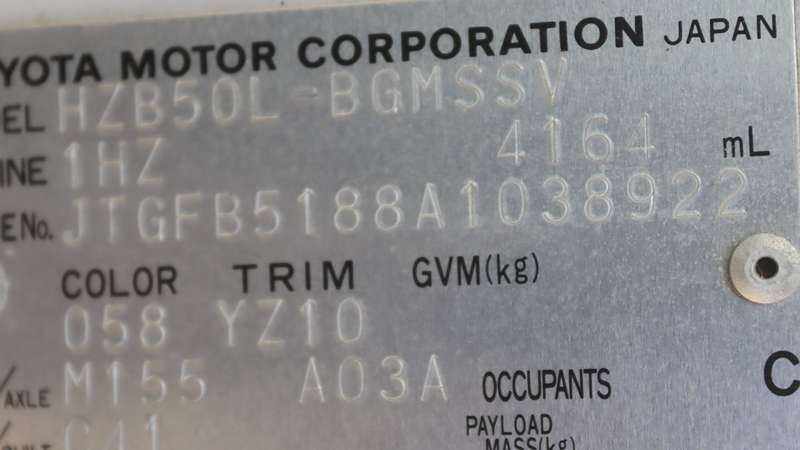 YOTA MOTOR CORPORATION JAPAN
EL HZB50L-BGMSSV
INE 1HZ 4164 mL
E No. JTGFB5188A1038922
COLOR TRIM GVM(kg)
058 YZ10
/AXLE M155 A03A OCCUPANTS C
C41 PAYLOAD
MASS(kg)